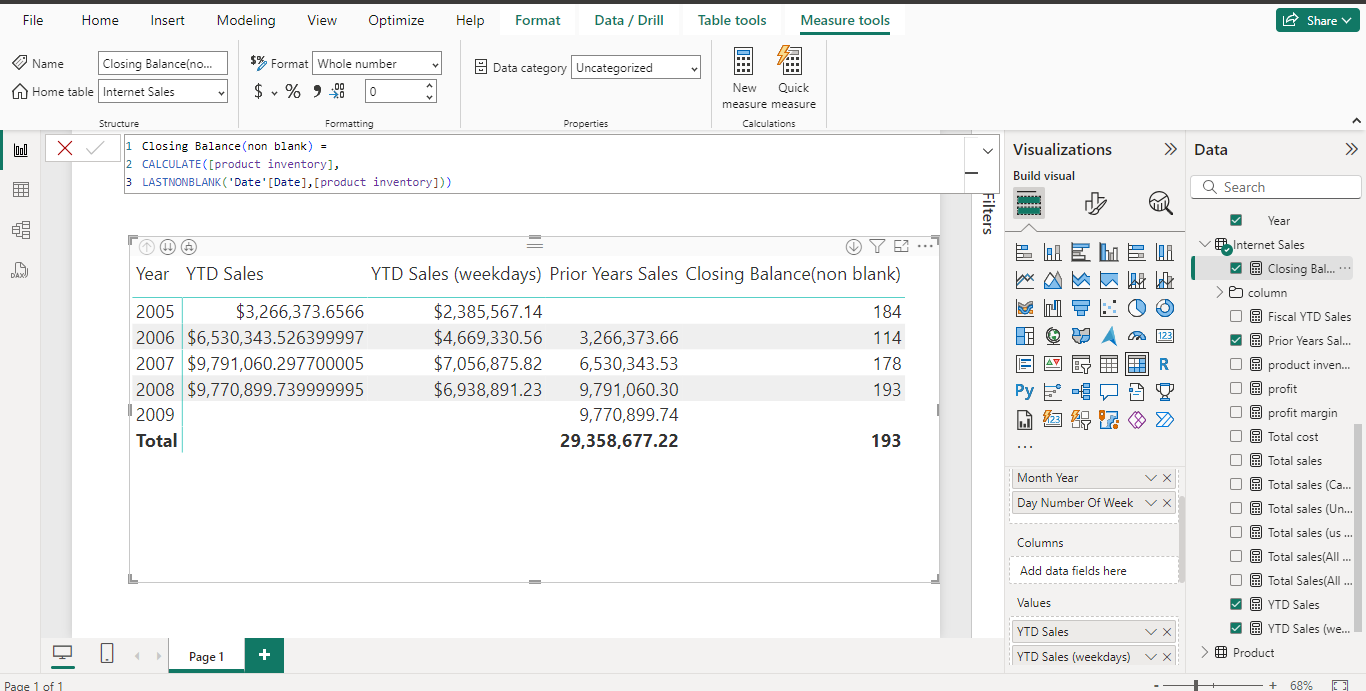 File Home Insert Modeling View Optimize Help Format Data / Drill Table tools Measure tools Share
Name Closing Balance(no... $% Format Whole number Data category Uncategorized New measure Quick measure
Home table Internet Sales $ % 9 .00 0
Structure Formatting Properties Calculations
1 Closing Balance(non blank) =
2 CALCULATE([product inventory],
3 LASTNONBLANK('Date'[Date],[product inventory]))
Filters
Year YTD Sales YTD Sales (weekdays) Prior Years Sales Closing Balance(non blank)
2005 $3,266,373.6566 $2,385,567.14 184
2006 $6,530,343.526399997 $4,669,330.56 3,266,373.66 114
2007 $9,791,060.297700005 $7,056,875.82 6,530,343.53 178
2008 $9,770,899.739999995 $6,938,891.23 9,791,060.30 193
2009 9,770,899.74
Total 29,358,677.22 193
DAX
Visualizations
Build visual
123
R
Py
123
...
Month Year
Day Number Of Week
Columns
Add data fields here
Values
YTD Sales
YTD Sales (weekdays)
Data
Search
Year
Internet Sales
Closing Bal... ...
column
Fiscal YTD Sales
Prior Years Sal...
product inven...
profit
profit margin
Total cost
Total sales
Total sales (Ca...
Total sales (Un...
Total sales (us ...
Total sales(All ...
Total Sales(All ...
YTD Sales
YTD Sales (we...
Product
Page 1 +
Page 1 of 1
- + 68%